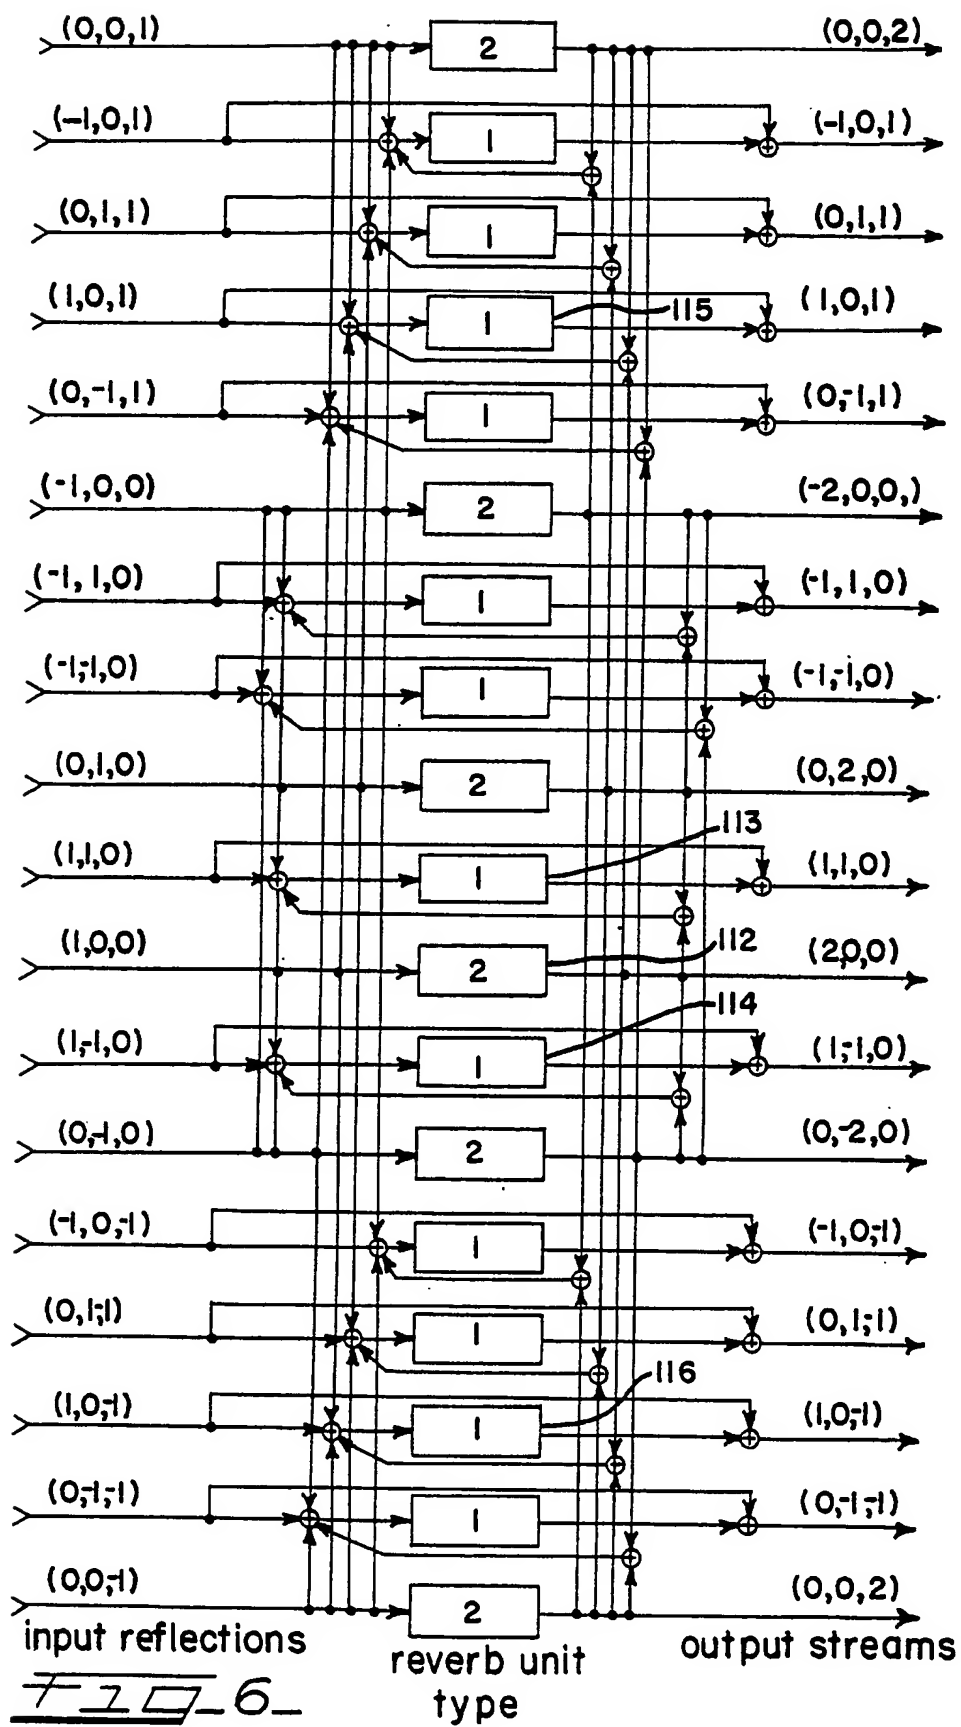 (0,0,1) 2 (0,0,2)
(-1,0,1) 1 (-1,0,1)
(0,1,1) 1 (0,1,1)
(1,0,1) 1 115 (1,0,1)
(0,-1,1) 1 (0,-1,1)
(-1,0,0) 2 (-2,0,0,)
(-1,1,0) 1 (-1,1,0)
(-1,-1,0) 1 (-1,-1,0)
(0,1,0) 2 (0,2,0)
113
(1,1,0) 1 (1,1,0)
(1,0,0) 2 112 (2,0,0)
114
(1,-1,0) 1 (1,-1,0)
(0,-1,0) 2 (0,-2,0)
(-1,0,-1) 1 (-1,0,-1)
(0,1,-1) 1 (0,1,-1)
116
(1,0,-1) 1 (1,0,-1)
(0,-1,-1) 1 (0,-1,-1)
(0,0,-1) 2 (0,0,2)
input reflections
reverb unit
type
output streams
FIG_6_